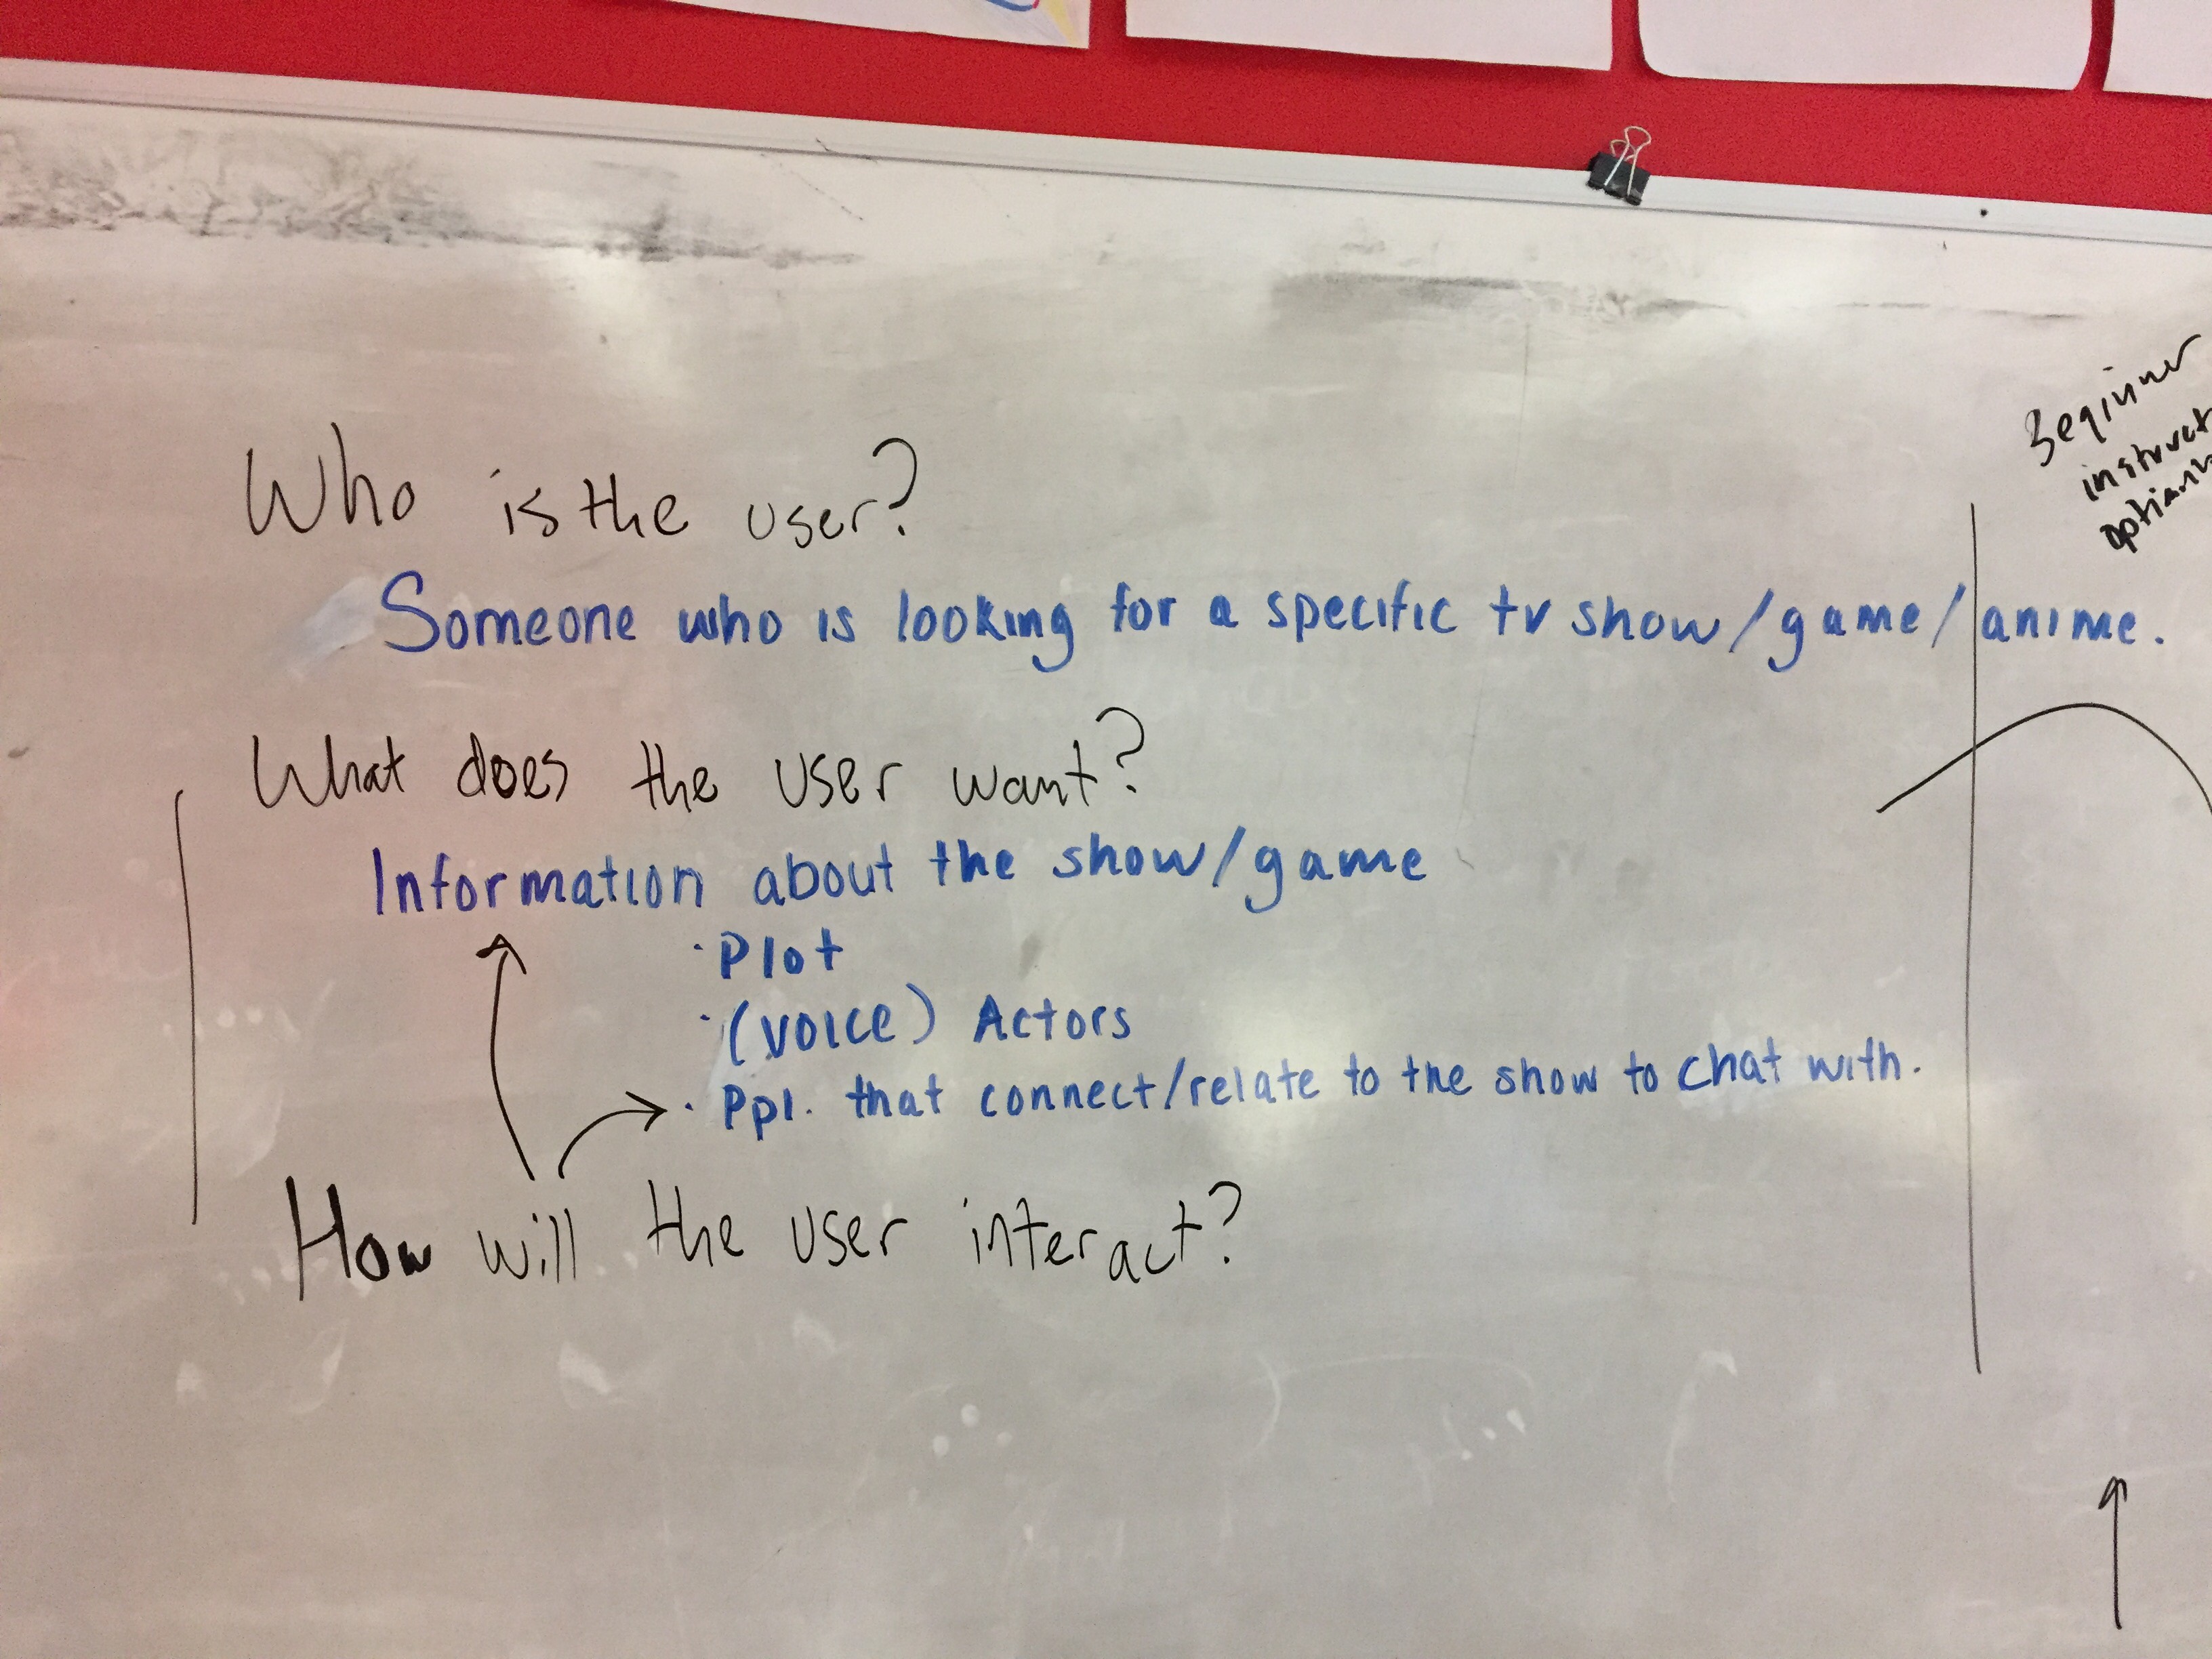 Who is the user?
Someone who is looking for a specific tv show/game/anime.
What does the user want?
Information about the show/game
· plot
· (voice) Actors
· ppl. that connect/relate to the show to chat with.
How will the user interact?
Beginner